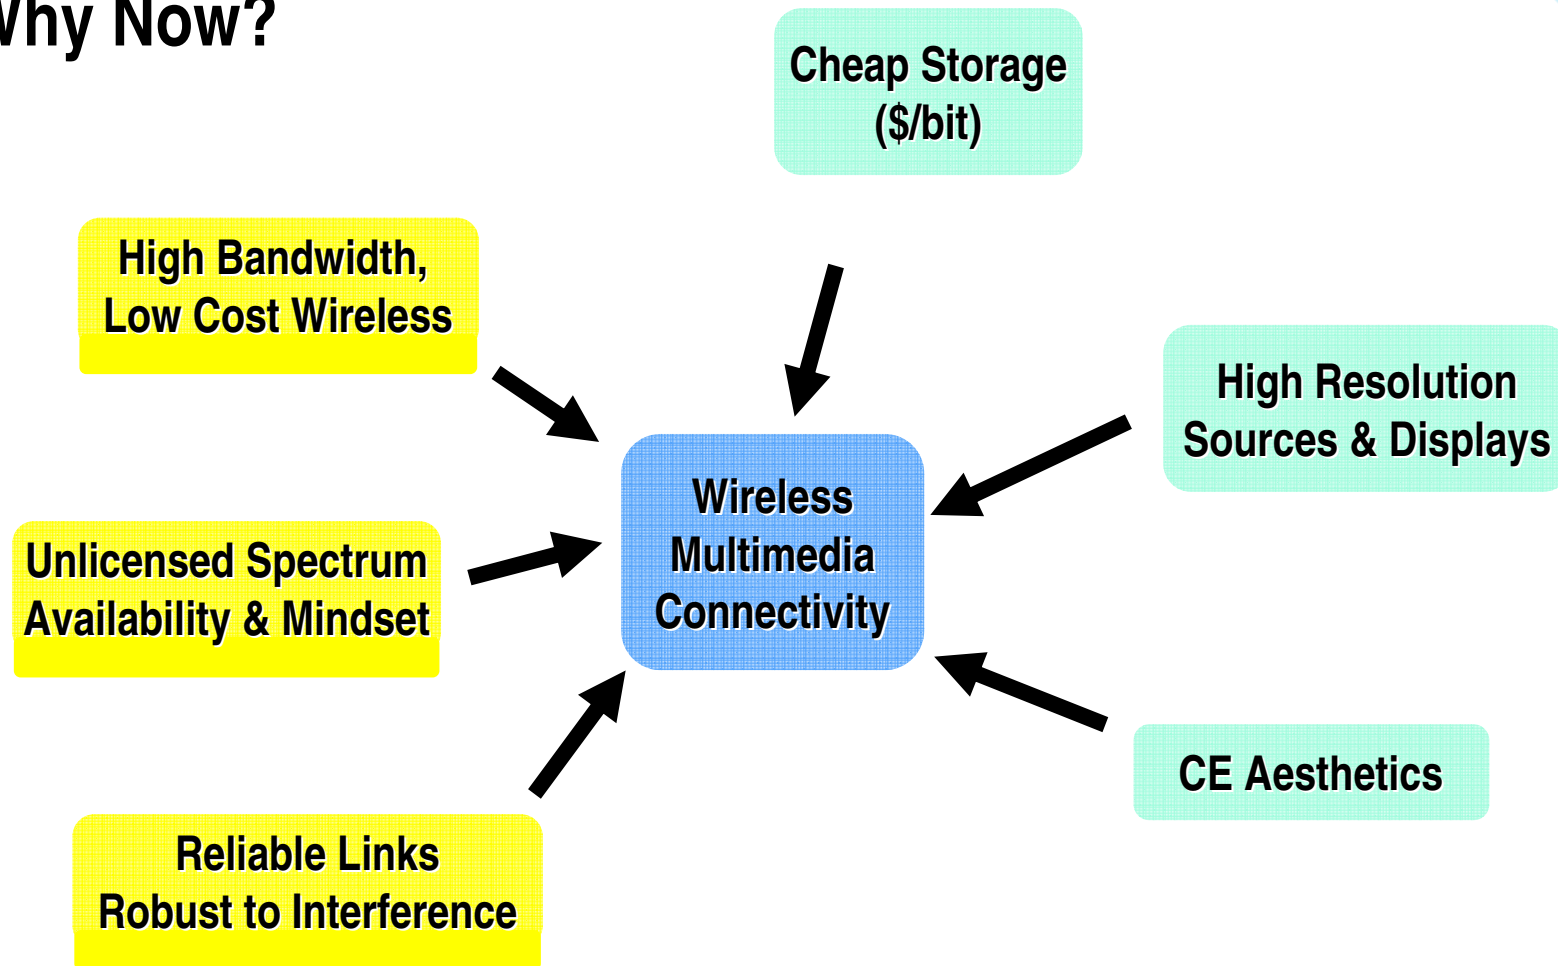 Why Now?
Cheap Storage
($/bit)
High Bandwidth,
Low Cost Wireless
High Resolution
Sources & Displays
Wireless
Multimedia
Connectivity
Unlicensed Spectrum
Availability & Mindset
CE Aesthetics
Reliable Links
Robust to Interference